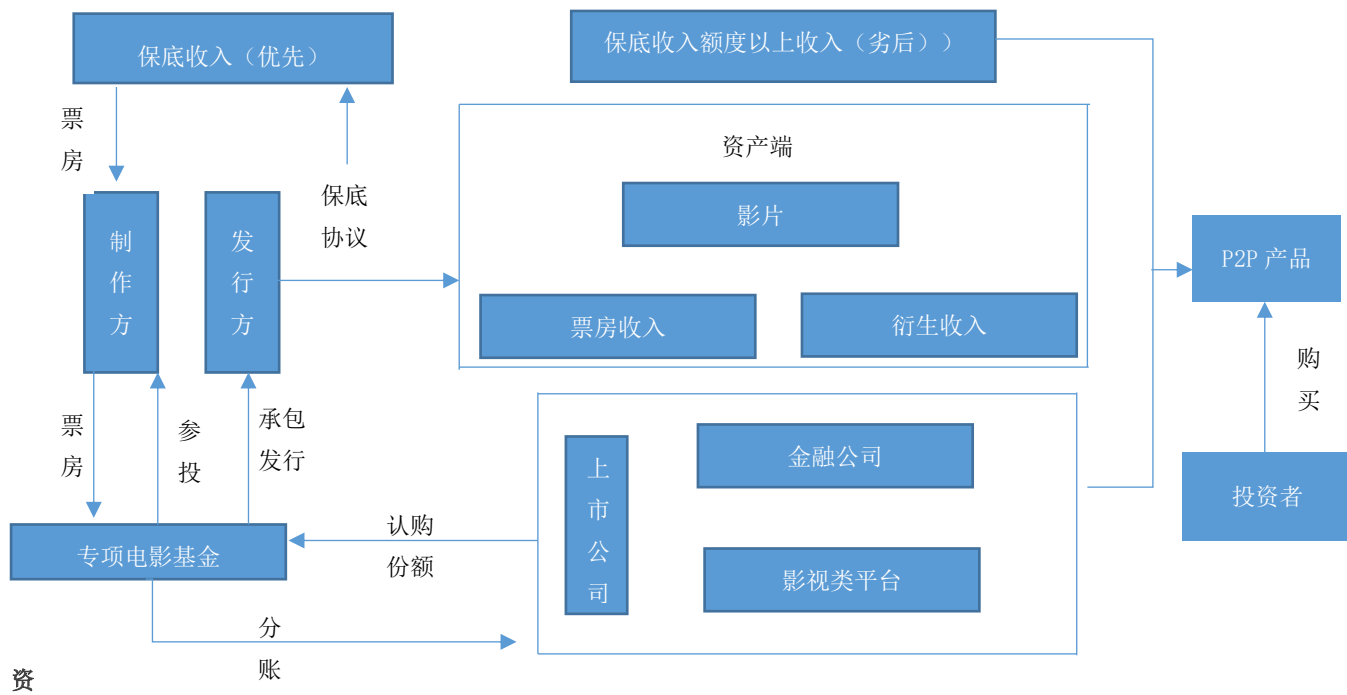 保底收入（优先）
保底收入额度以上收入（劣后））
票
房
资产端
影片
保底
协议
制
作
方
发
行
方
P2P 产品
票房收入
衍生收入
购
买
票
房
参
投
承包
发行
上
市
公
司
金融公司
投资者
认购
份额
专项电影基金
影视类平台
分
账
资